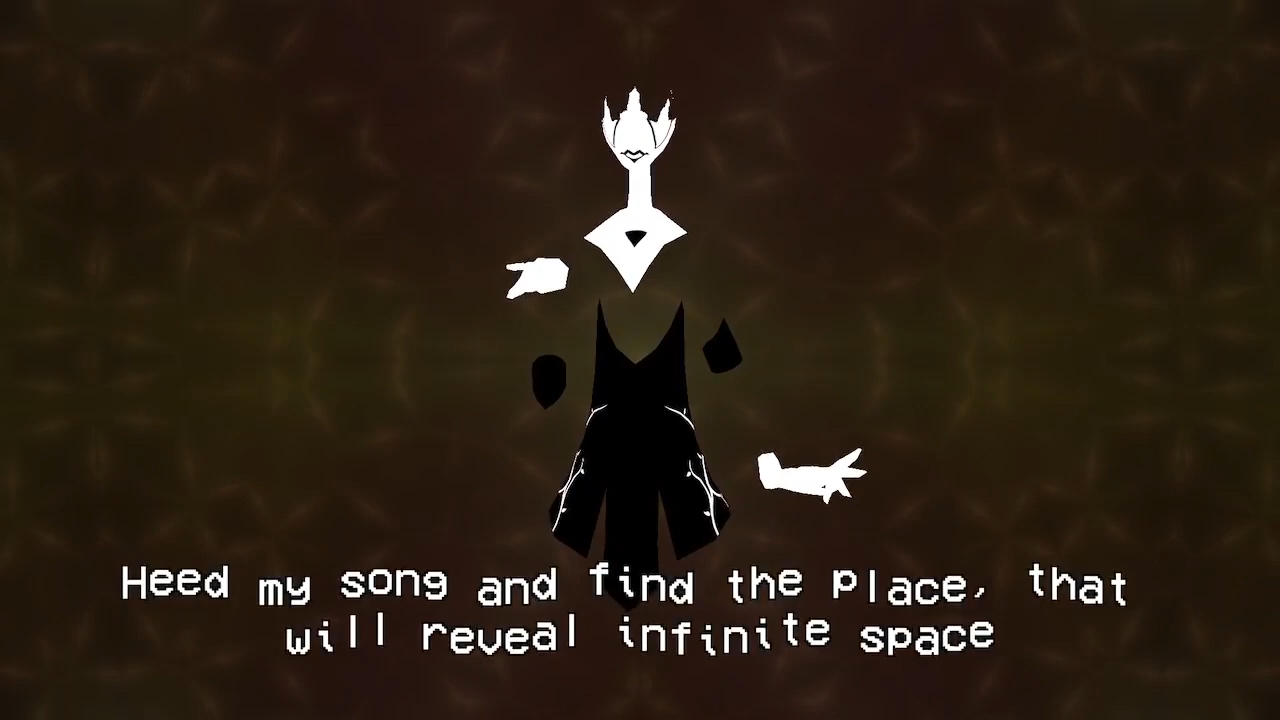 Heed my song and find the place, that
will reveal infinite space